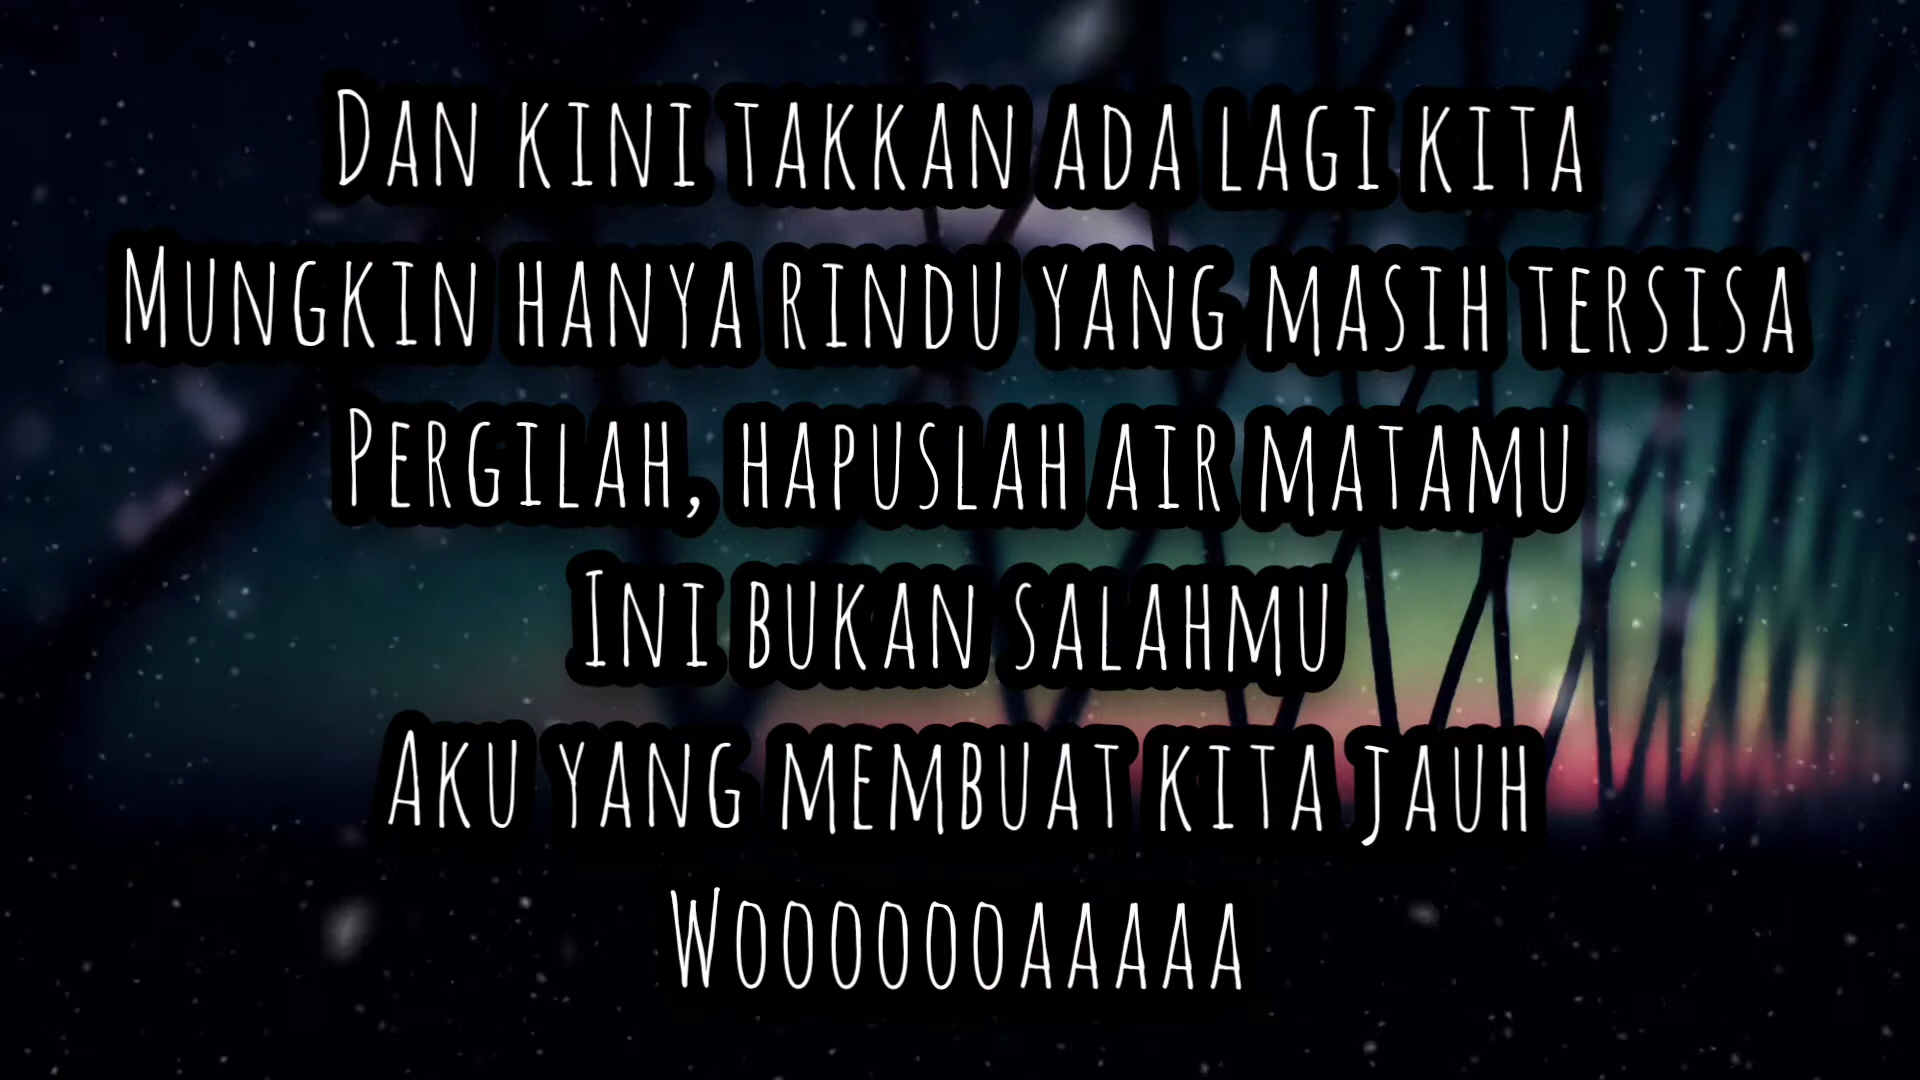 Dan kini takkan ada lagi kita
Mungkin hanya rindu yang masih tersisa
Pergilah, hapuslah air matamu
Ini bukan salahmu
Aku yang membuat kita jauh
Wooooooaaaaa